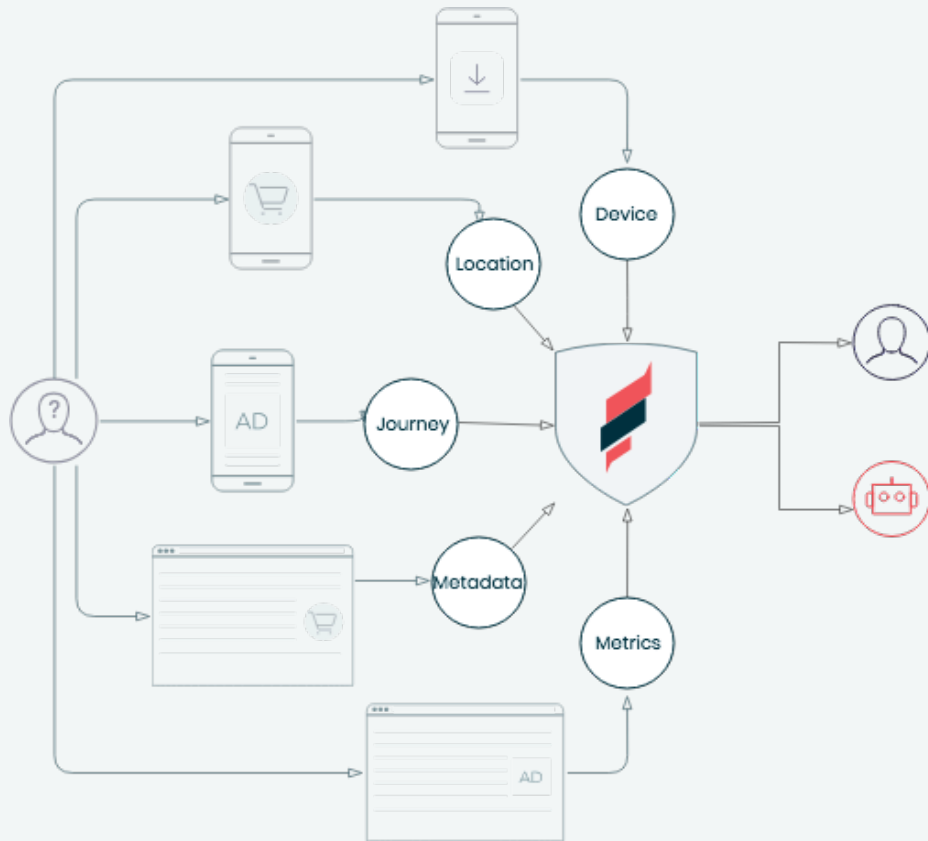 Device
Location
?
AD
Journey
Metadata
Metrics
AD